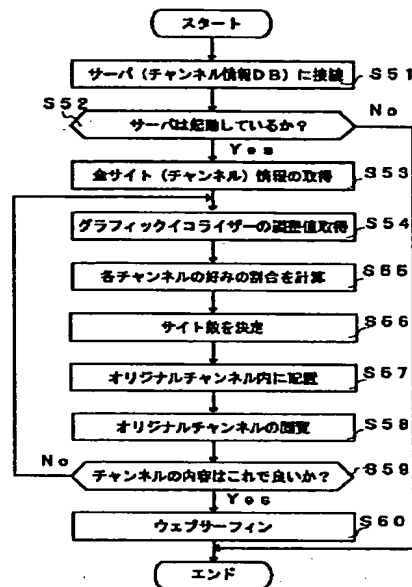 スタート
サーバ（チャンネル情報DB）に接続
S51
S52
サーバは起動しているか？
No
Yes
全サイト（チャンネル）情報の取得
S53
グラフィックイコライザーの調整値取得
S54
各チャンネルの好みの割合を計算
S55
サイト数を決定
S56
オリジナルチャンネル内に配置
S57
オリジナルチャンネルの閲覧
S58
No
チャンネルの内容はこれで良いか？
S59
Yes
ウェブサーフィン
S60
エンド